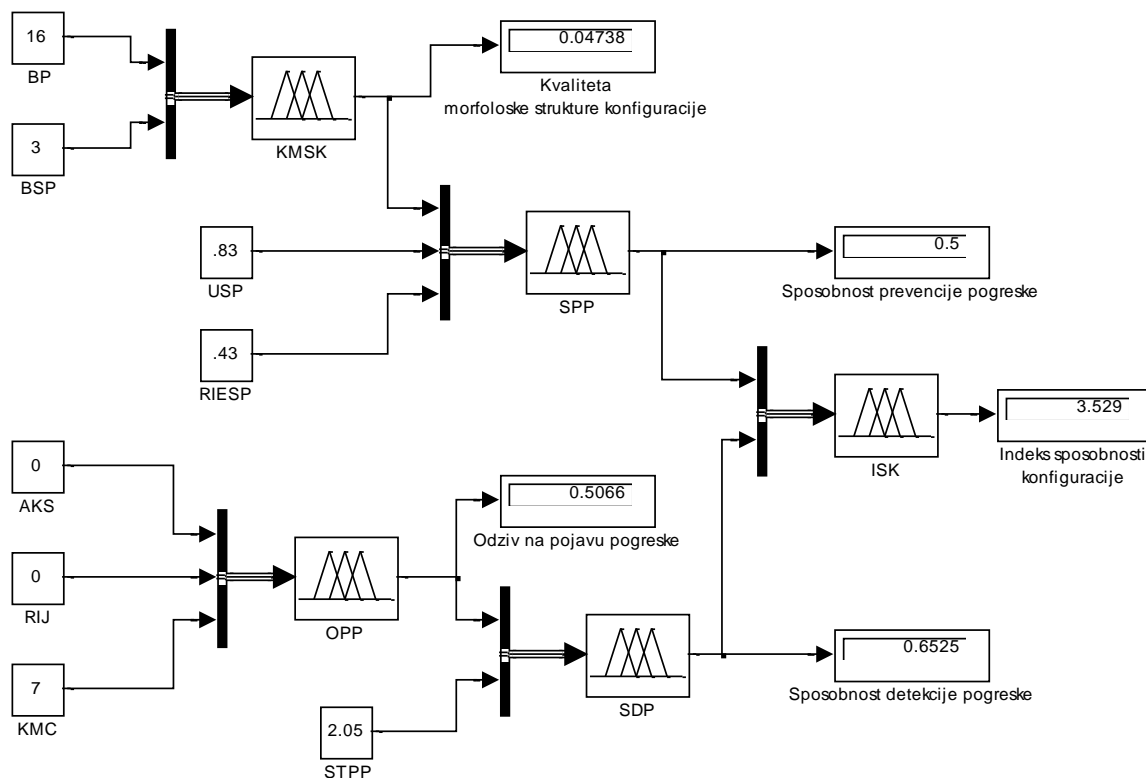 16
BP
3
BSP
KMSK
0.04738
Kvaliteta
morfoloske strukture konfiguracije
.83
USP
.43
RIESP
SPP
0.5
Sposobnost prevencije pogreske
ISK
3.529
Indeks sposobnosti
konfiguracije
0
AKS
0
RIJ
7
KMC
OPP
0.5066
Odziv na pojavu pogreske
2.05
STPP
SDP
0.6525
Sposobnost detekcije pogreske